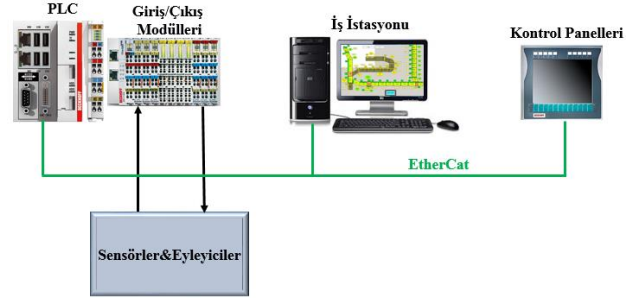 PLC
Giriş/Çıkış
Modülleri
İş İstasyonu
Kontrol Panelleri
EtherCat
Sensörler&Eyleyiciler